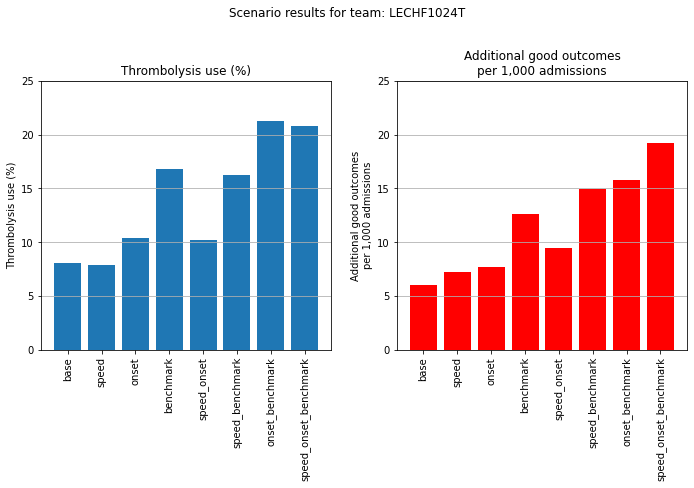 Scenario results for team: LECHF1024T
Thrombolysis use (%)
Thrombolysis use (%)
25
20
15
10
5
0
base
speed
onset
benchmark
speed_onset
speed_benchmark
onset_benchmark
speed_onset_benchmark
Additional good outcomes
per 1,000 admissions
Additional good outcomes
per 1,000 admissions
25
20
15
10
5
0
base
speed
onset
benchmark
speed_onset
speed_benchmark
onset_benchmark
speed_onset_benchmark